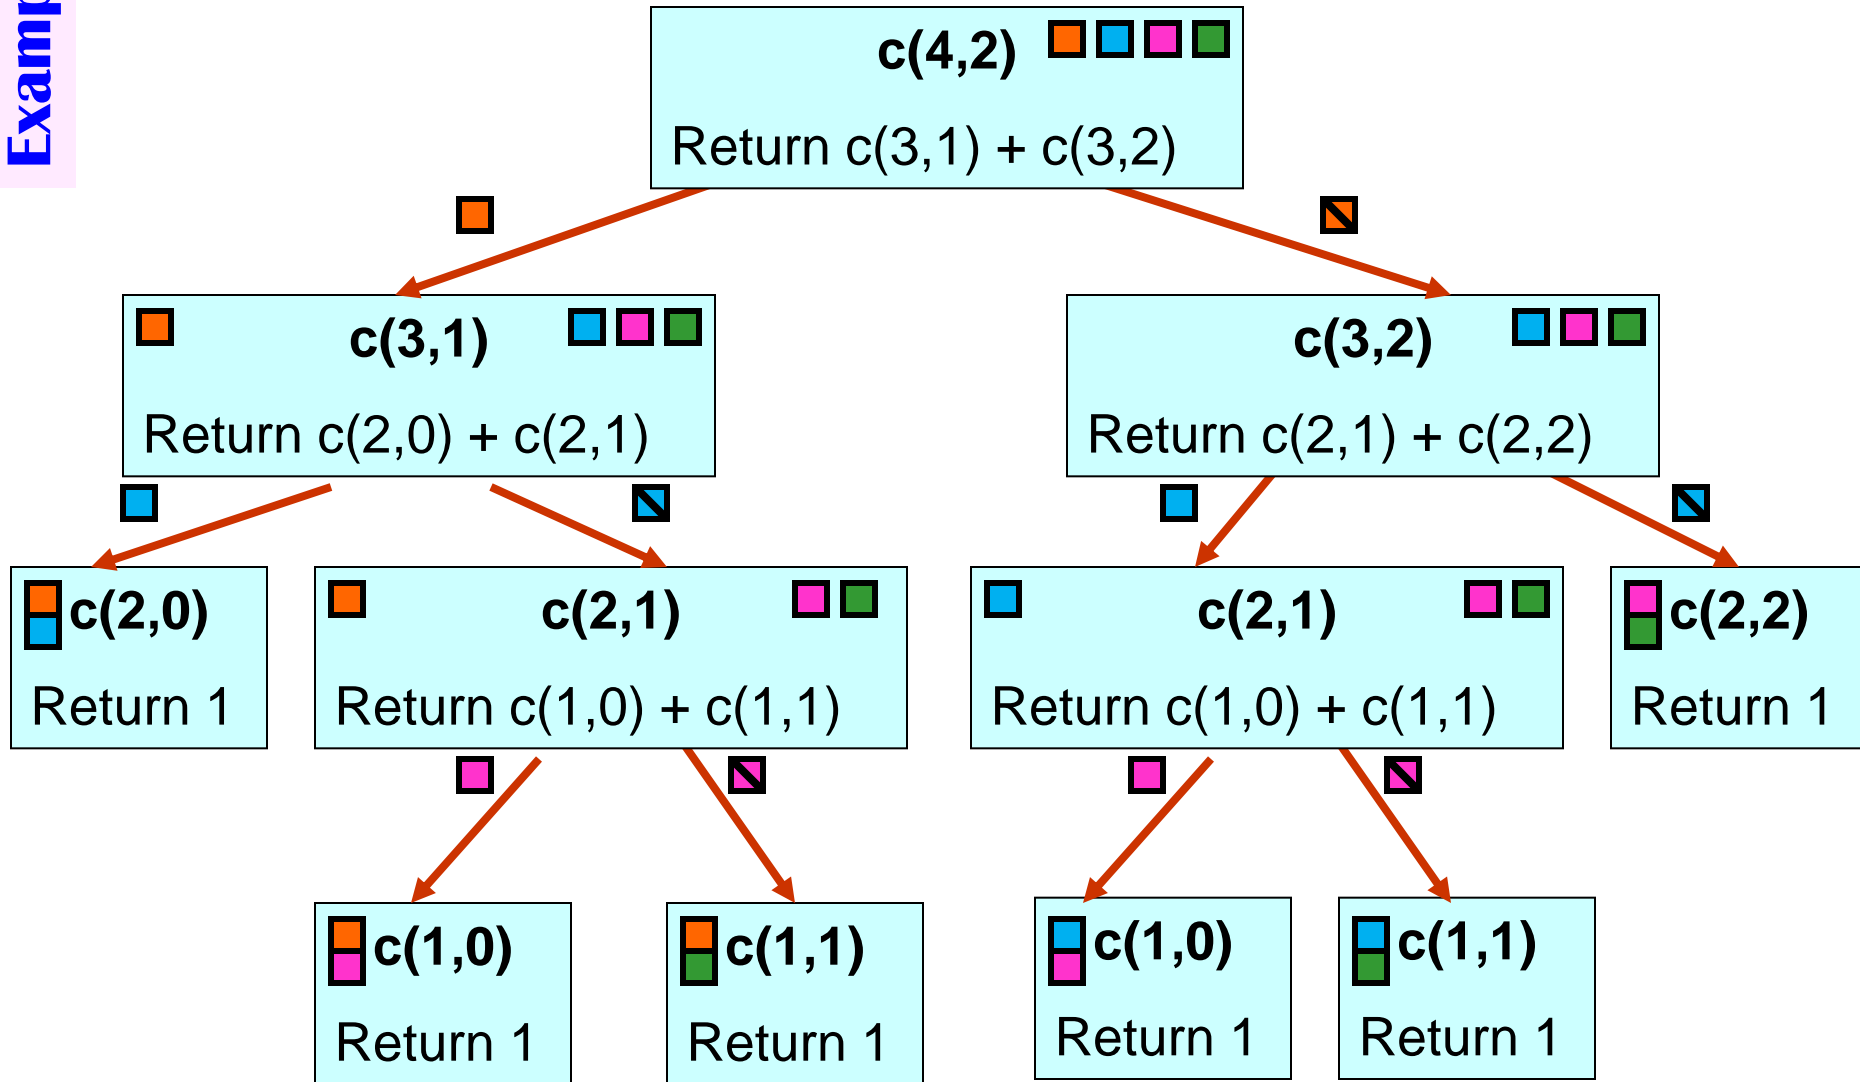 c(4,2)
Return c(3,1) + c(3,2)
c(3,1)
Return c(2,0) + c(2,1)
c(3,2)
Return c(2,1) + c(2,2)
c(2,0)
Return 1
c(2,1)
Return c(1,0) + c(1,1)
c(2,1)
Return c(1,0) + c(1,1)
c(2,2)
Return 1
c(1,0)
Return 1
c(1,1)
Return 1
c(1,0)
Return 1
c(1,1)
Return 1